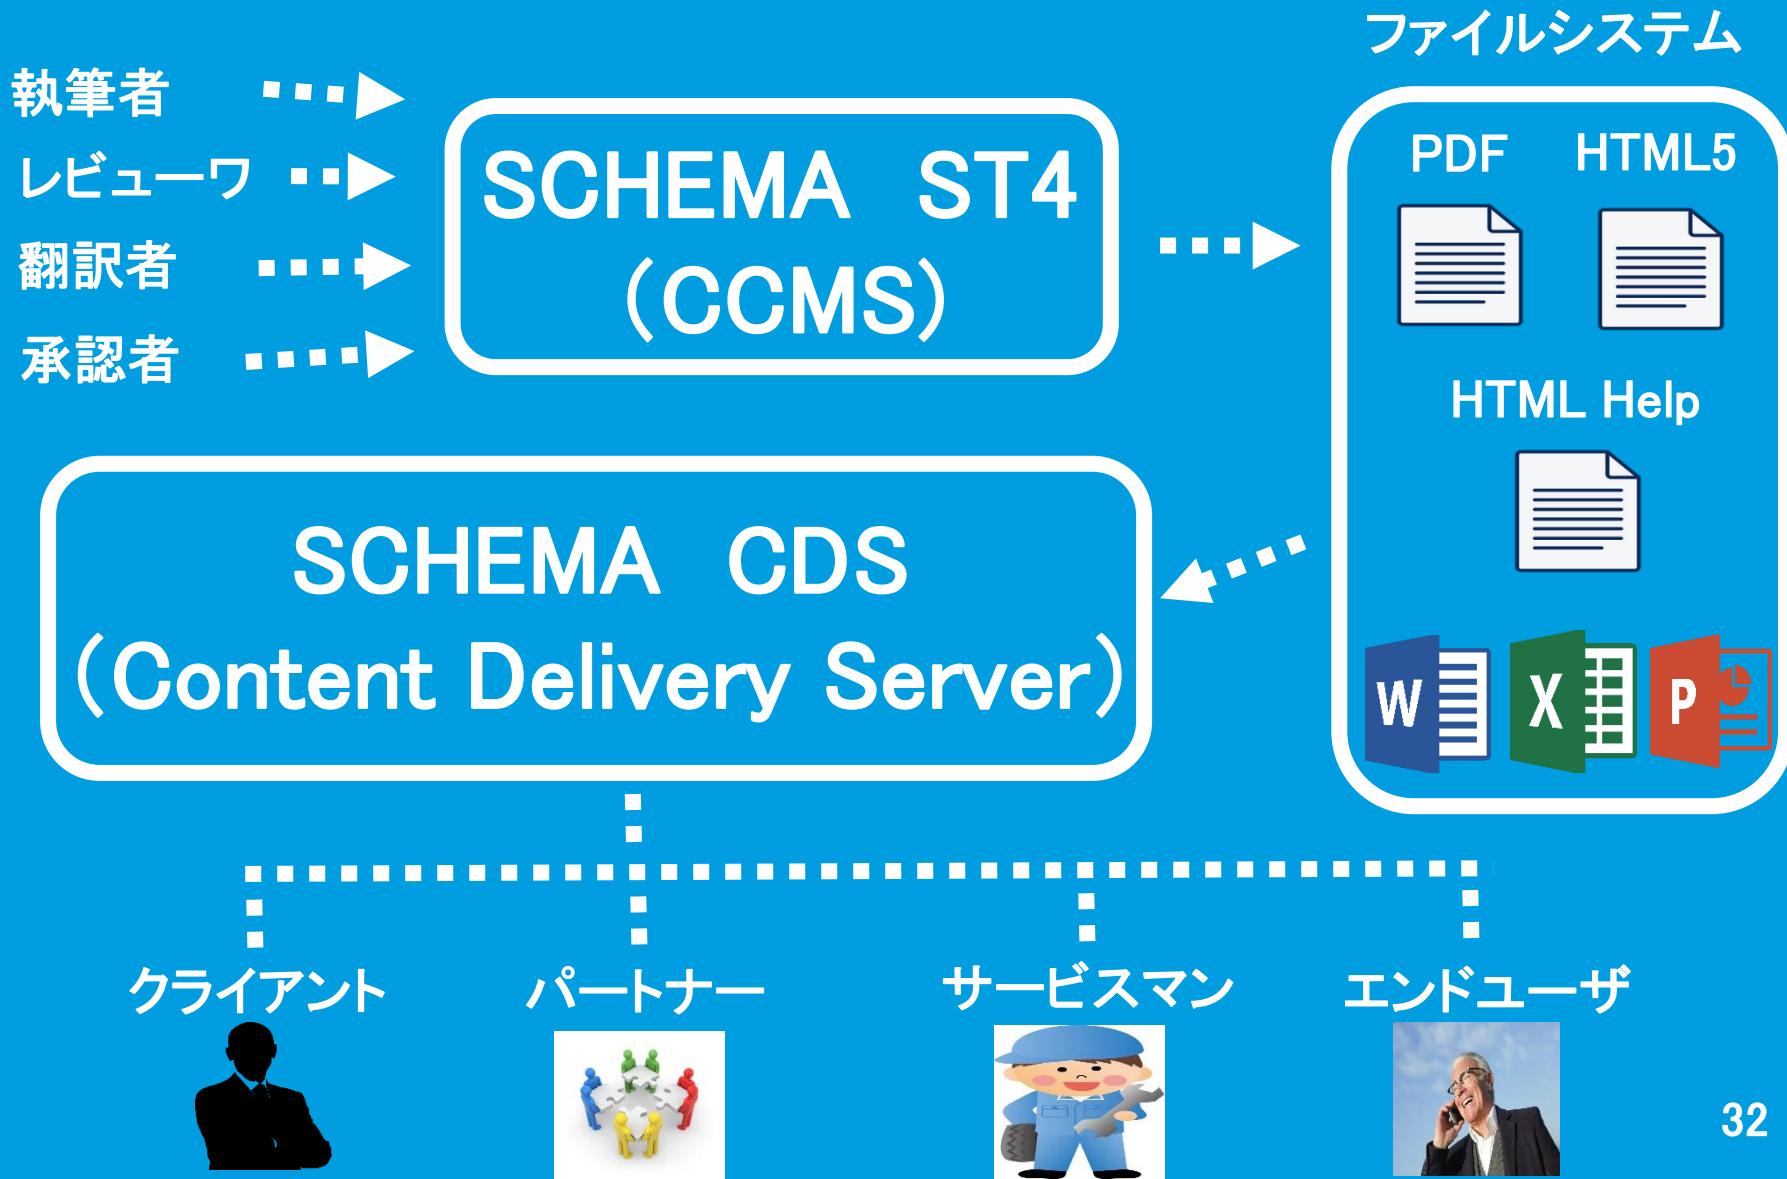 ファイルシステム
執筆者
レビューワ
翻訳者
承認者
SCHEMA ST4
(CCMS)
PDF HTML5
HTML Help
W X P
SCHEMA CDS
(Content Delivery Server)
クライアント パートナー サービスマン エンドユーザ
32